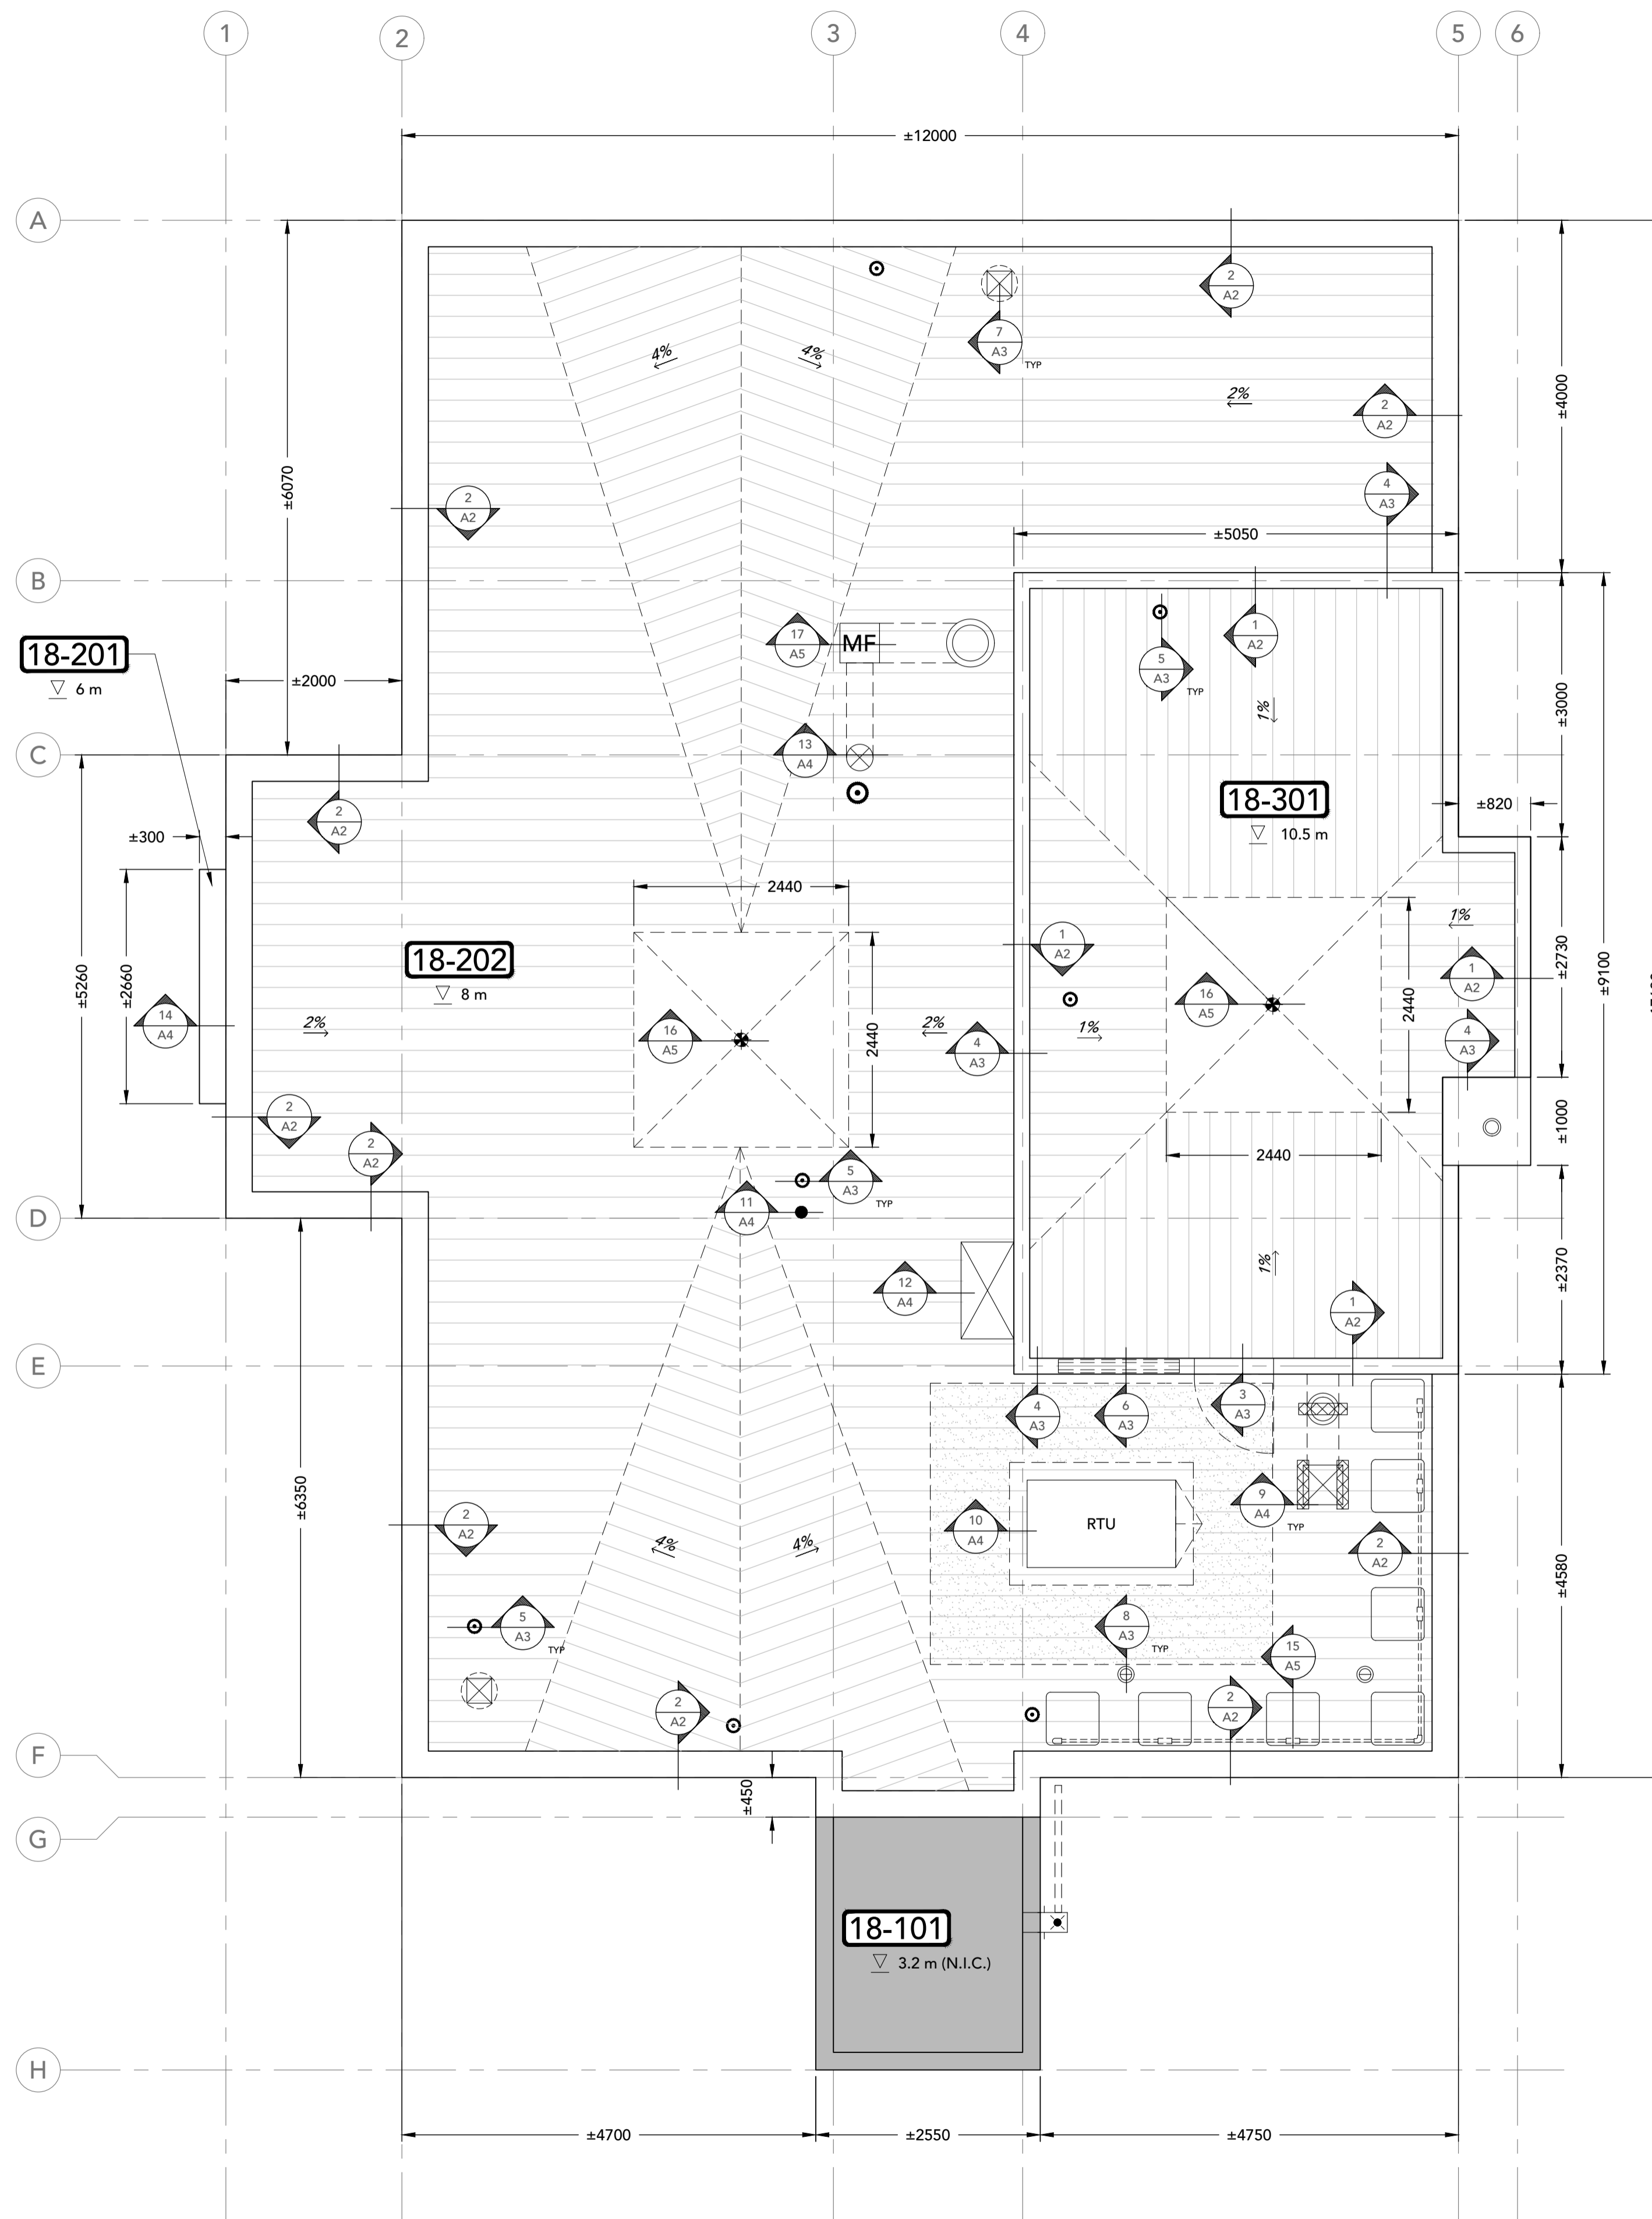 1
2
3
4
5
6
±12000
A
2
A2
4%
4%
7
A3
TYP
2%
2
A2
±4000
±6070
2
A2
4
A3
±5050
B
17
A5
MF
1
A2
5
A3
TYP
18-201
6 m
±2000
1%
±3000
C
13
A4
18-301
10.5 m
±820
2
A2
±300
2440
1%
18-202
8 m
1
A2
1
A2
±2730
±9100
±5260
±2660
14
A4
2%
16
A5
2440
2%
4
A3
1%
16
A5
2440
4
A3
2
A2
2
A2
±1000
2440
5
A3
TYP
11
A4
D
12
A4
1%
1
A2
±2370
E
4
A3
6
A3
3
A3
±6350
2
A2
4%
4%
10
A4
RTU
9
A4
TYP
2
A2
±4580
5
A3
TYP
8
A3
TYP
15
A5
2
A2
2
A2
F
±450
G
18-101
3.2 m (N.I.C.)
H
±4700
±2550
±4750